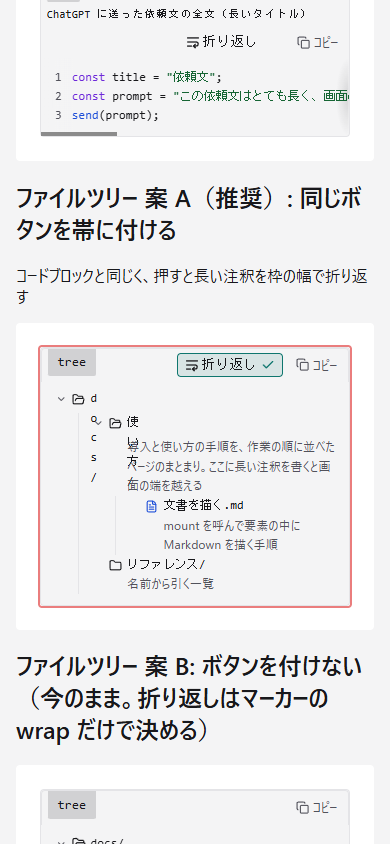 ChatGPT に送った依頼文の全文（長いタイトル）
折り返し コピー
1 const title = "依頼文";
2 const prompt = "この依頼文はとても長く、画面
3 send(prompt);
ファイルツリー 案 A（推奨）: 同じボ
タンを帯に付ける
コードブロックと同じく、押すと長い注釈を枠の幅で折り返
す
tree 折り返し コピー
docs/
使い方/
導入と使い方の手順を、作業の順に並べた
ページのまとまり。ここに長い注釈を書くと画
面の端を越える
文書を描く.md
mount を呼んで要素の中に
Markdown を描く手順
リファレンス/
名前から引く一覧
ファイルツリー 案 B: ボタンを付けない
（今のまま。折り返しはマーカーの
wrap だけで決める）
tree コピー
docs/